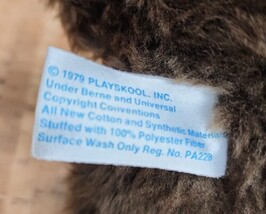 © 1979 PLAYSKOOL, INC.
Under Berne and Universal
Copyright Conventions
All New Cotton and Synthetic Materials
Stuffed with 100% Polyester Fiber
Surface Wash Only Reg. No. PA228